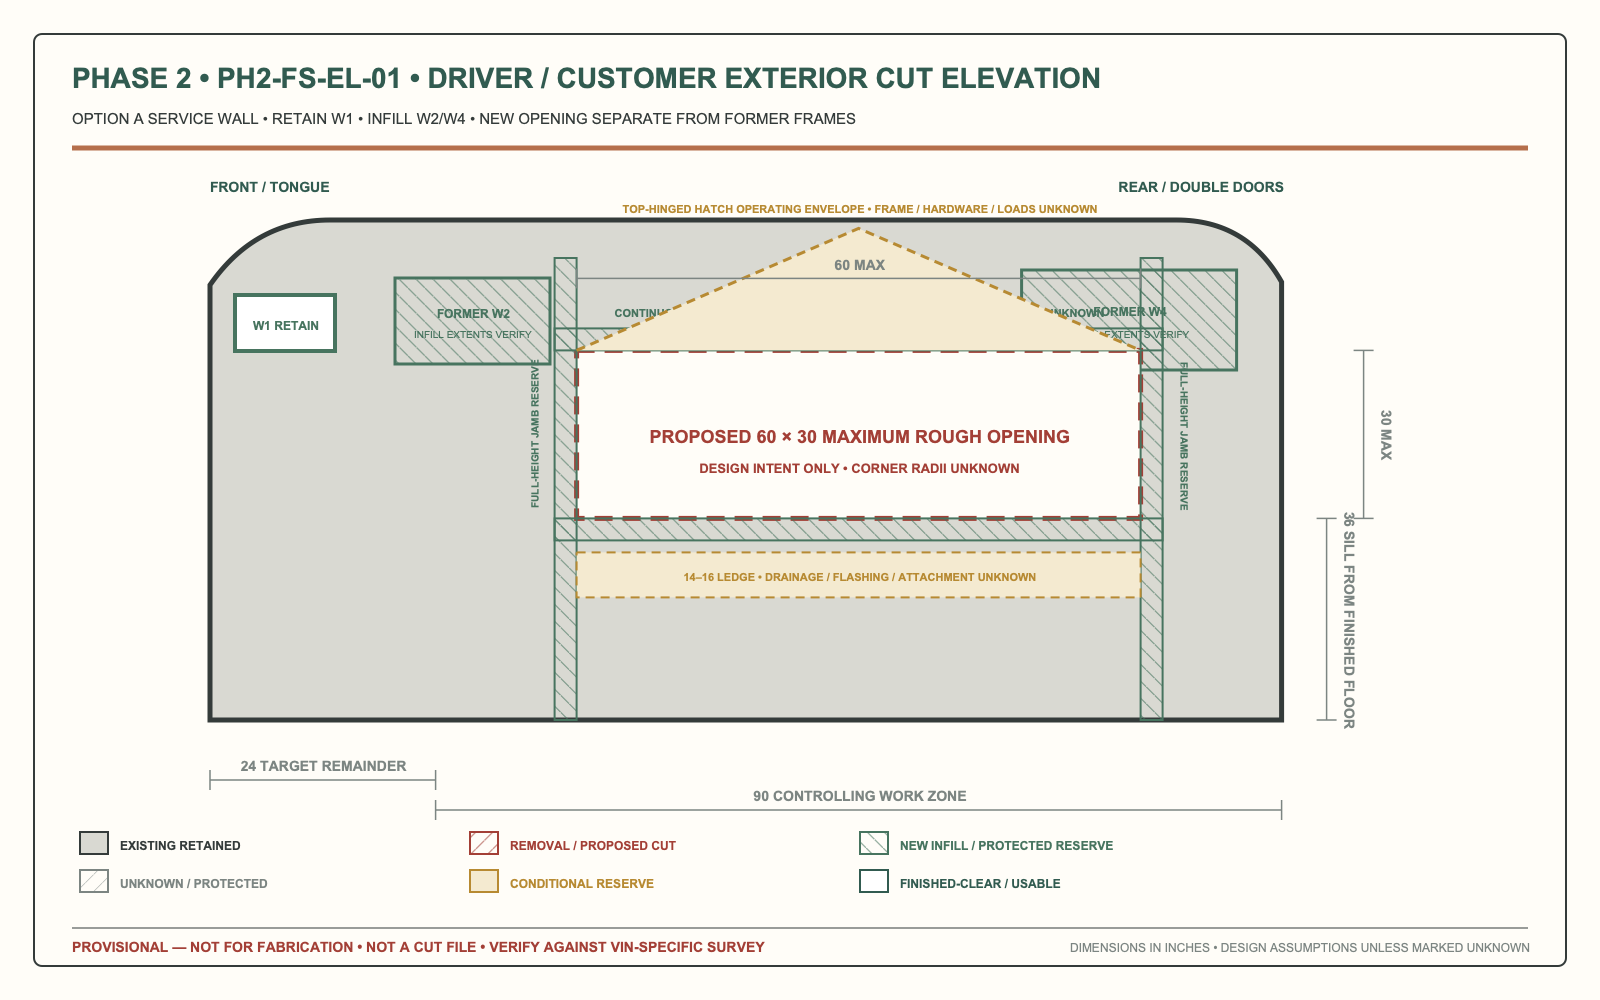 PHASE 2 • PH2-FS-EL-01 • DRIVER / CUSTOMER EXTERIOR CUT ELEVATION
OPTION A SERVICE WALL • RETAIN W1 • INFILL W2/W4 • NEW OPENING SEPARATE FROM FORMER FRAMES
FRONT / TONGUE
REAR / DOUBLE DOORS
TOP-HINGED HATCH OPERATING ENVELOPE • FRAME / HARDWARE / LOADS UNKNOWN
60 MAX
W1 RETAIN
FORMER W2
INFILL EXTENTS VERIFY
FORMER W4
EXTENTS VERIFY
FULL-HEIGHT JAMB RESERVE
FULL-HEIGHT JAMB RESERVE
PROPOSED 60 × 30 MAXIMUM ROUGH OPENING
DESIGN INTENT ONLY • CORNER RADII UNKNOWN
14–16 LEDGE • DRAINAGE / FLASHING / ATTACHMENT UNKNOWN
30 MAX
36 SILL FROM FINISHED FLOOR
24 TARGET REMAINDER
90 CONTROLLING WORK ZONE
EXISTING RETAINED
REMOVAL / PROPOSED CUT
NEW INFILL / PROTECTED RESERVE
UNKNOWN / PROTECTED
CONDITIONAL RESERVE
FINISHED-CLEAR / USABLE
PROVISIONAL — NOT FOR FABRICATION • NOT A CUT FILE • VERIFY AGAINST VIN-SPECIFIC SURVEY
DIMENSIONS IN INCHES • DESIGN ASSUMPTIONS UNLESS MARKED UNKNOWN